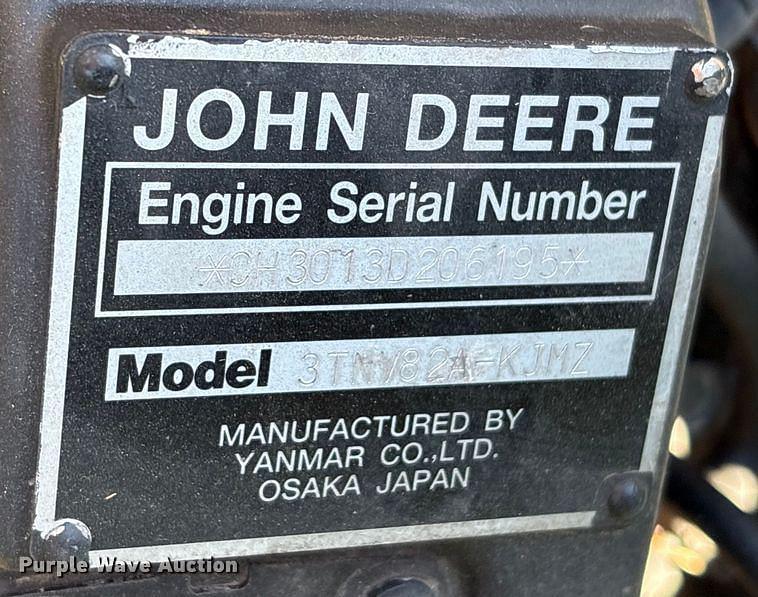 JOHN DEERE
Engine Serial Number
*CH3013D206195*
Model 3TNV82A-KJMZ
MANUFACTURED BY
YANMAR CO.,LTD.
OSAKA JAPAN
Purple Wave Auction